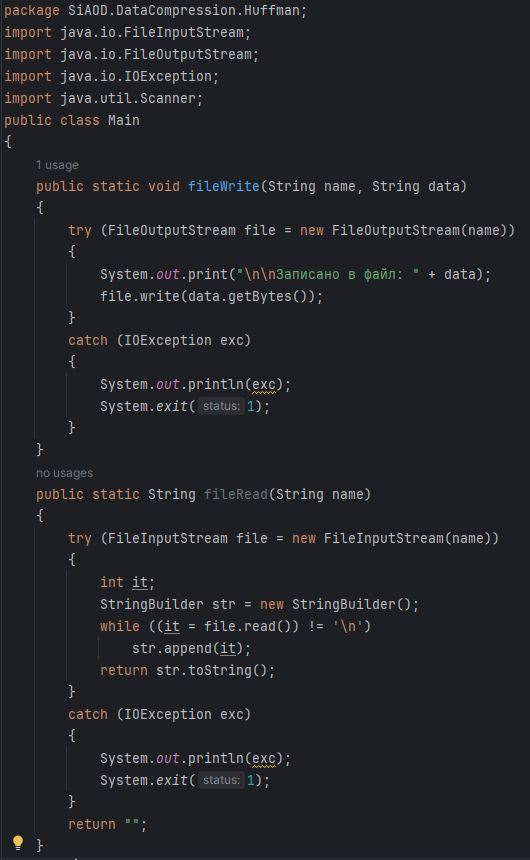 package SiAOD.DataCompression.Huffman;
import java.io.FileInputStream;
import java.io.FileOutputStream;
import java.io.IOException;
import java.util.Scanner;
public class Main
{
1 usage
public static void fileWrite(String name, String data)
{
try (FileOutputStream file = new FileOutputStream(name))
{
System.out.print("\n\nЗаписано в файл: " + data);
file.write(data.getBytes());
}
catch (IOException exc)
{
System.out.println(exc);
System.exit( status: 1);
}
}
no usages
public static String fileRead(String name)
{
try (FileInputStream file = new FileInputStream(name))
{
int it;
StringBuilder str = new StringBuilder();
while ((it = file.read()) != '\n')
str.append(it);
return str.toString();
}
catch (IOException exc)
{
System.out.println(exc);
System.exit( status: 1);
}
return "";
}